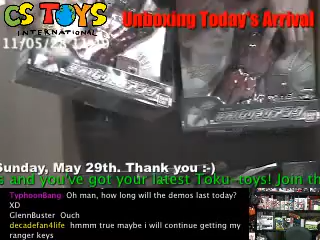 CS TOYS
INTERNATIONAL
Unboxing Today's Arrival
11/05/28
Sunday, May 29th. Thank you :-)
s and you've got your latest Toku-toys! Join th
TyphoonBang: Oh man, how long will the demos last today?
XD
GlennBuster Ouch
decadefan4life hmmm true maybe i will continue getting my
ranger keys